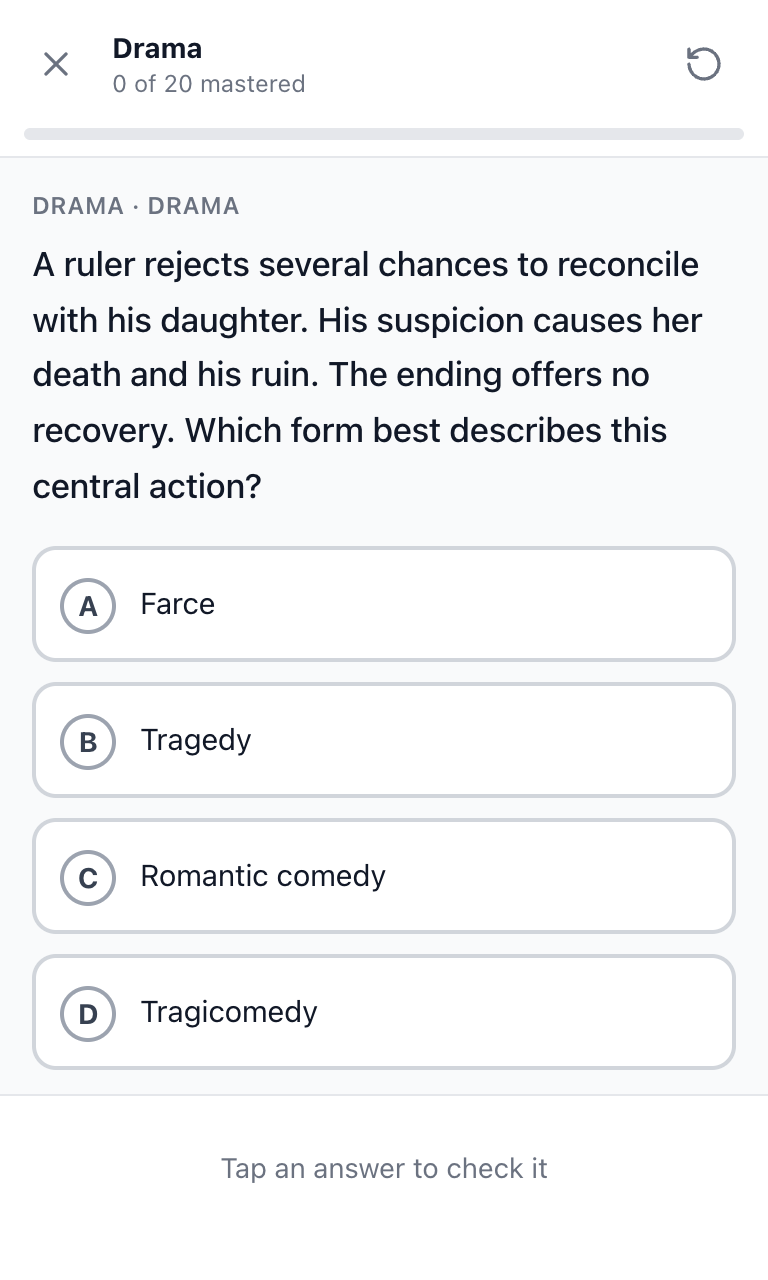 Drama
0 of 20 mastered
DRAMA · DRAMA
A ruler rejects several chances to reconcile
with his daughter. His suspicion causes her
death and his ruin. The ending offers no
recovery. Which form best describes this
central action?
A Farce
B Tragedy
C Romantic comedy
D Tragicomedy
Tap an answer to check it